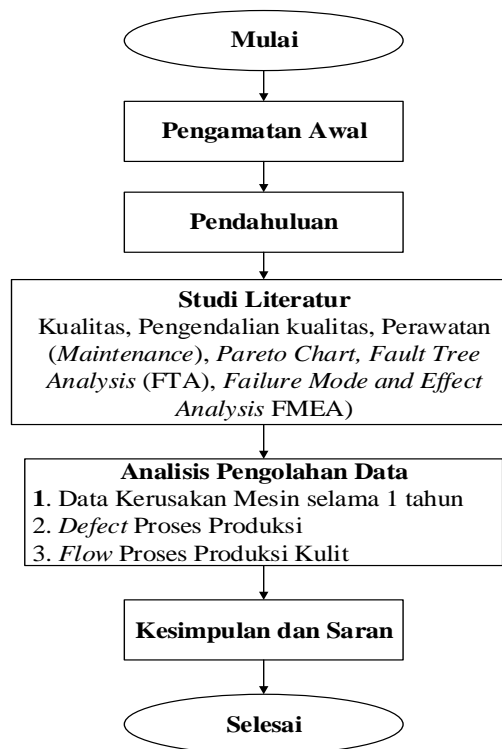 Mulai
Pengamatan Awal
Pendahuluan
Studi Literatur
Kualitas, Pengendalian kualitas, Perawatan
(Maintenance), Pareto Chart, Fault Tree
Analysis (FTA), Failure Mode and Effect
Analysis FMEA)
Analisis Pengolahan Data
1. Data Kerusakan Mesin selama 1 tahun
2. Defect Proses Produksi
3. Flow Proses Produksi Kulit
Kesimpulan dan Saran
Selesai